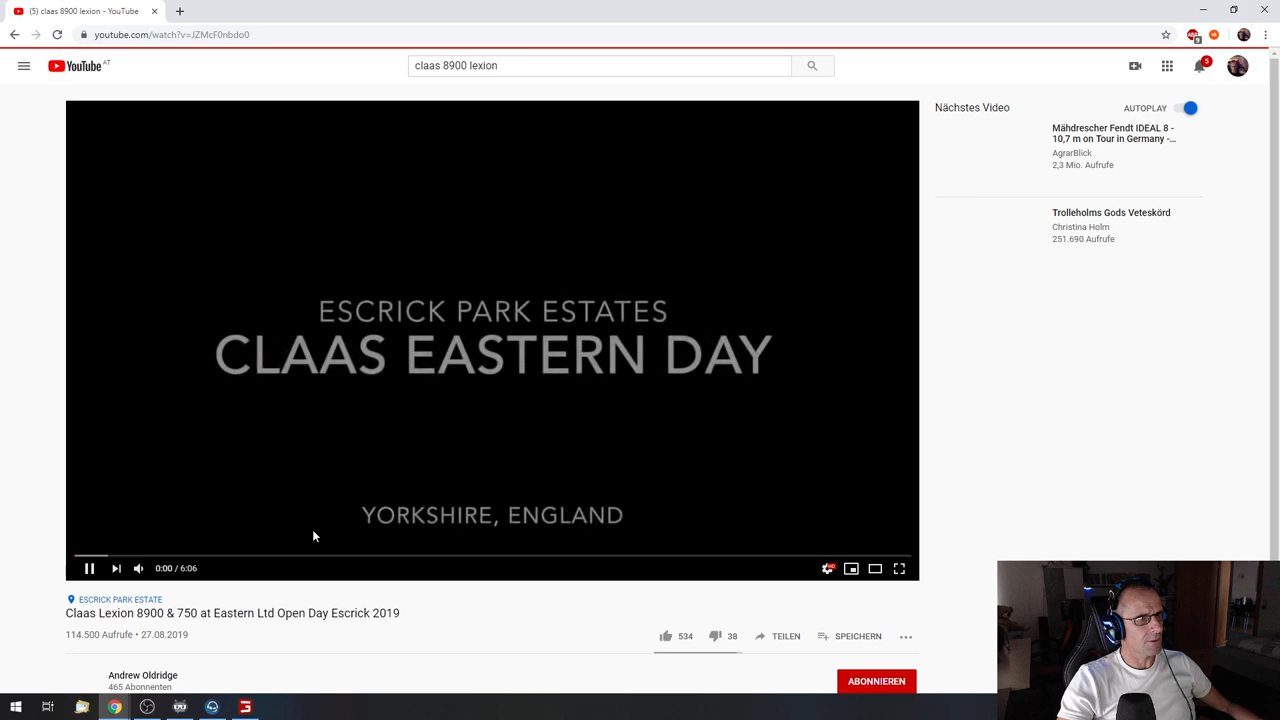 (5) claas 8900 lexion - YouTube
youtube.com/watch?v=JZMcF0nbdo0
YouTube AT
claas 8900 lexion
5
Nächstes Video
AUTOPLAY
Mähdrescher Fendt IDEAL 8 -
10,7 m on Tour in Germany -...
AgrarBlick
2,3 Mio. Aufrufe
Trolleholms Gods Veteskörd
Christina Holm
251.690 Aufrufe
ESCRICK PARK ESTATES
CLAAS EASTERN DAY
YORKSHIRE, ENGLAND
0:00 / 6:06
HD
ESCRICK PARK ESTATE
Claas Lexion 8900 & 750 at Eastern Ltd Open Day Escrick 2019
114.500 Aufrufe • 27.08.2019
534
38
TEILEN
SPEICHERN
Andrew Oldridge
465 Abonnenten
ABONNIEREN